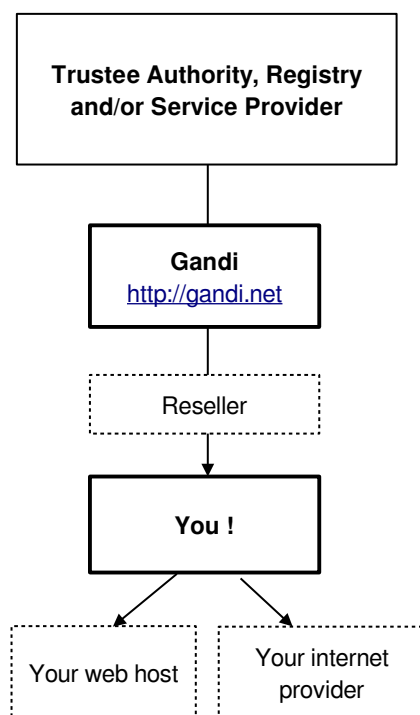 Trustee Authority, Registry
and/or Service Provider
Gandi
http://gandi.net
Reseller
You !
Your web host
Your internet
provider